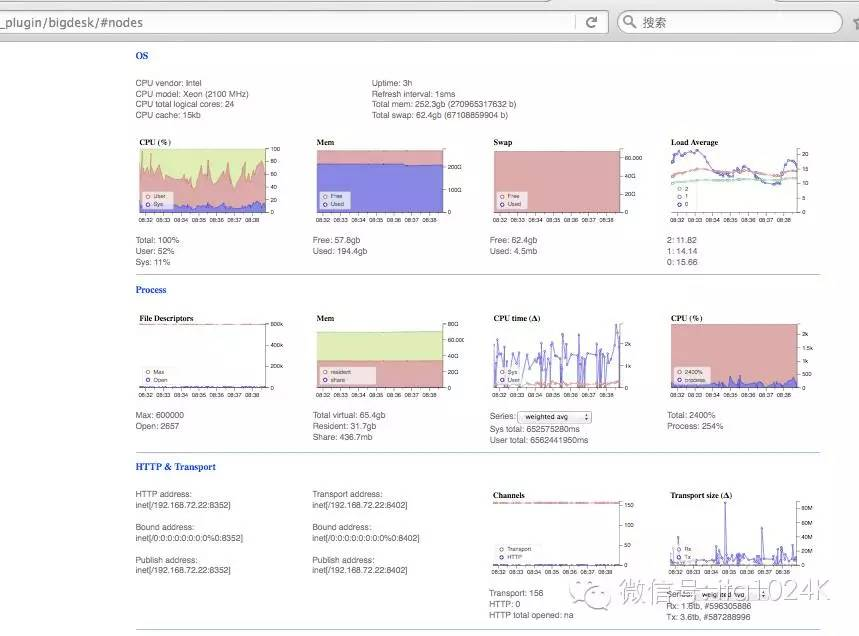 _plugin/bigdesk/#nodes
搜索
OS
CPU vendor: Intel
CPU model: Xeon (2100 MHz)
CPU total logical cores: 24
CPU cache: 15kb
Uptime: 3h
Refresh interval: 1sms
Total mem: 252.3gb (270965317632 b)
Total swap: 62.4gb (67108859904 b)
CPU (%)
100
80
60
40
20
0
User
Sys
08:32 08:33 08:34 08:35 08:36 08:37 08:38
Total: 100%
User: 52%
Sys: 11%
Mem
200G
100G
0
Free
Used
08:32 08:33 08:34 08:35 08:36 08:37 08:38
Free: 57.8gb
Used: 194.4gb
Swap
60.000
40G
20G
0
Free
Used
08:32 08:33 08:34 08:35 08:36 08:37 08:38
Free: 62.4gb
Used: 4.5mb
Load Average
20
15
10
5
0
2
1
0
08:32 08:33 08:34 08:35 08:36 08:37 08:38
2: 11.82
1: 14.14
0: 15.66
Process
File Descriptors
600k
400k
200k
0
Max
Open
08:32 08:33 08:34 08:35 08:36 08:37 08:38
Max: 600000
Open: 2657
Mem
80G
60.000
40G
20G
0
resident
share
08:32 08:33 08:34 08:35 08:36 08:37 08:38
Total virtual: 65.4gb
Resident: 31.7gb
Share: 436.7mb
CPU time (Δ)
2k
1k
0
Sys
User
08:32 08:33 08:34 08:35 08:36 08:37 08:38
Series: weighted avg
Sys total: 652575280ms
User total: 6562441950ms
CPU (%)
2k
1.5k
1k
500
0
2400%
process
08:32 08:33 08:34 08:35 08:36 08:37 08:38
Total: 2400%
Process: 254%
HTTP & Transport
HTTP address:
inet[/192.168.72.22:8352]
Bound address:
inet[/0:0:0:0:0:0:0:0%0:8352]
Publish address:
inet[/192.168.72.22:8352]
Transport address:
inet[/192.168.72.22:8402]
Bound address:
inet[/0:0:0:0:0:0:0:0%0:8402]
Publish address:
inet[/192.168.72.22:8402]
Channels
150
100
50
0
Transport
HTTP
08:32 08:33 08:34 08:35 08:36 08:37 08:38
Transport: 156
HTTP: 0
HTTP total opened: na
Transport size (Δ)
80M
60M
40M
20M
0
Rx
Tx
08:32 08:33 08:34 08:35 08:36 08:37 08:38
Series: weighted avg
Rx: 1.6tb, #596305886
Tx: 3.6tb, #587288996
微信号: itq1024K